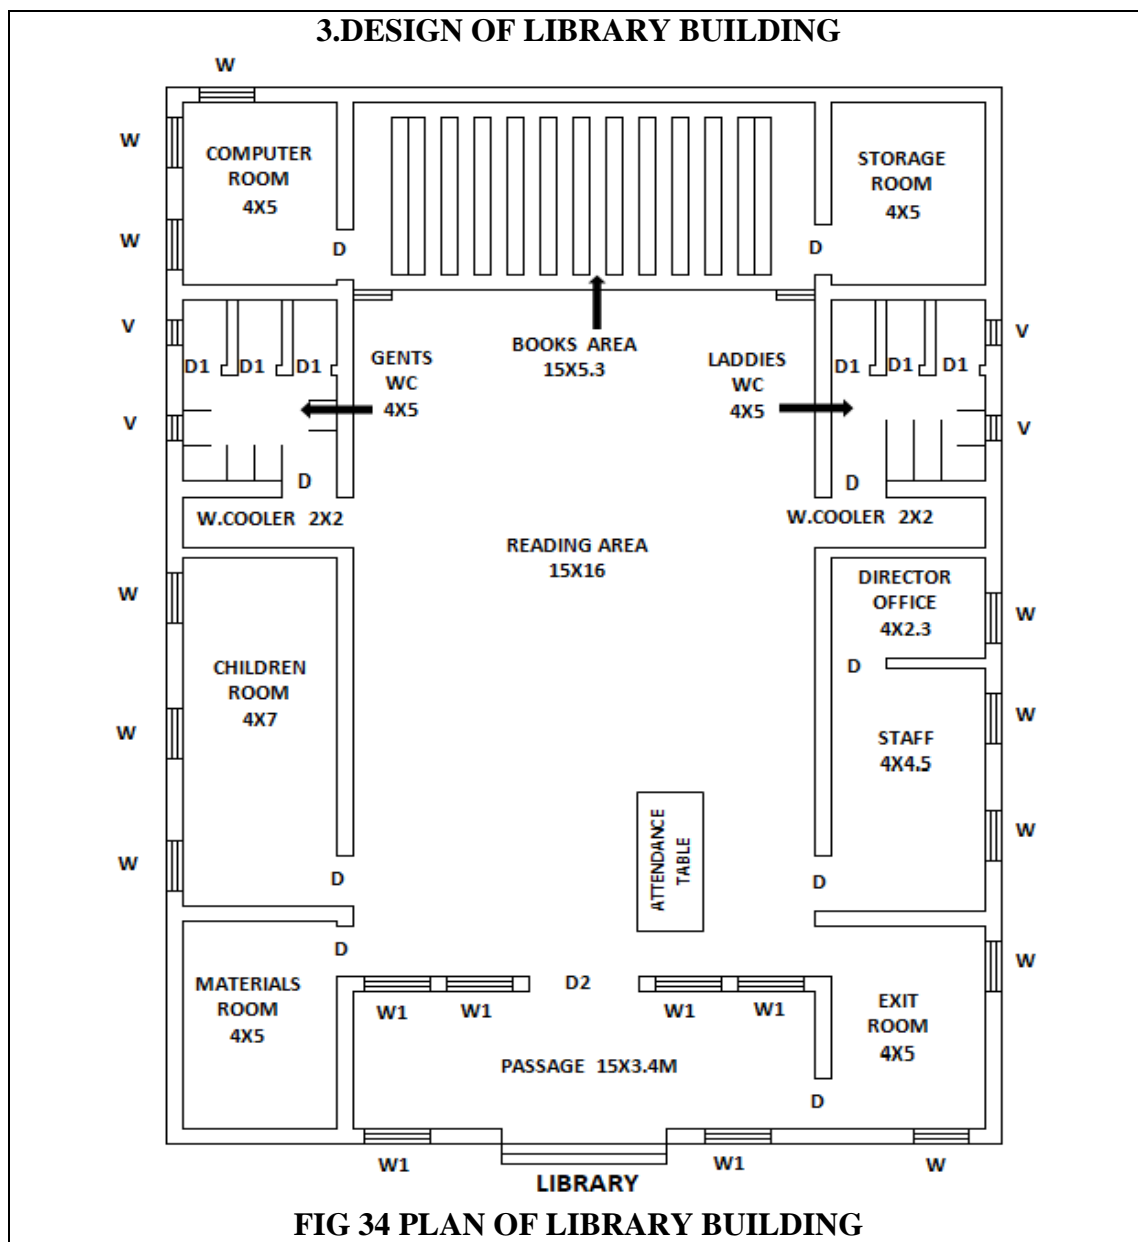 3.DESIGN OF LIBRARY BUILDING
W
W
COMPUTER
ROOM
4X5
W
D
STORAGE
ROOM
4X5
D
V
D1
D1
D1
GENTS
WC
4X5
V
D
BOOKS AREA
15X5.3
LADDIES
WC
4X5
D1
D1
D1
V
V
D
W.COOLER 2X2
W.COOLER 2X2
READING AREA
15X16
W
CHILDREN
ROOM
4X7
W
W
D
DIRECTOR
OFFICE
4X2.3
W
D
W
STAFF
4X4.5
W
D
ATTENDANCE
TABLE
D
MATERIALS
ROOM
4X5
W1
W1
D2
W1
W1
W
EXIT
ROOM
4X5
PASSAGE 15X3.4M
D
W1
W1
W
LIBRARY
FIG 34 PLAN OF LIBRARY BUILDING